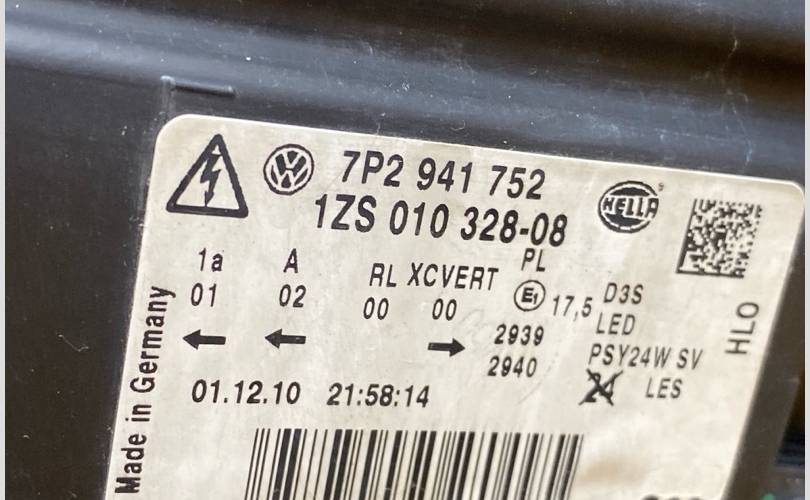 7P2 941 752
1ZS 010 328-08
HELLA
1a A RL XCVERT PL
01 02 00 00 E1 17,5 D3S
2939 LED
2940 PSY24W SV
24 LES
01.12.10 21:58:14
Made in Germany
HLO